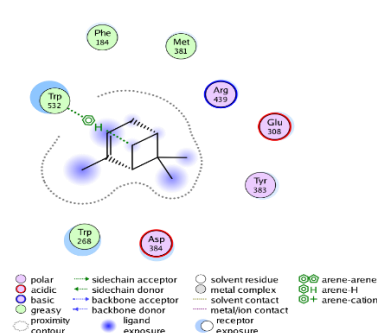 Phe
184
Met
381
Trp
532
H
Arg
439
Glu
308
Tyr
383
Trp
268
Asp
384
polar
acidic
basic
greasy
proximity
contour
sidechain acceptor
sidechain donor
backbone acceptor
backbone donor
ligand
exposure
solvent residue
metal complex
solvent contact
metal/ion contact
receptor
exposure
arene-arene
H arene-H
+ arene-cation